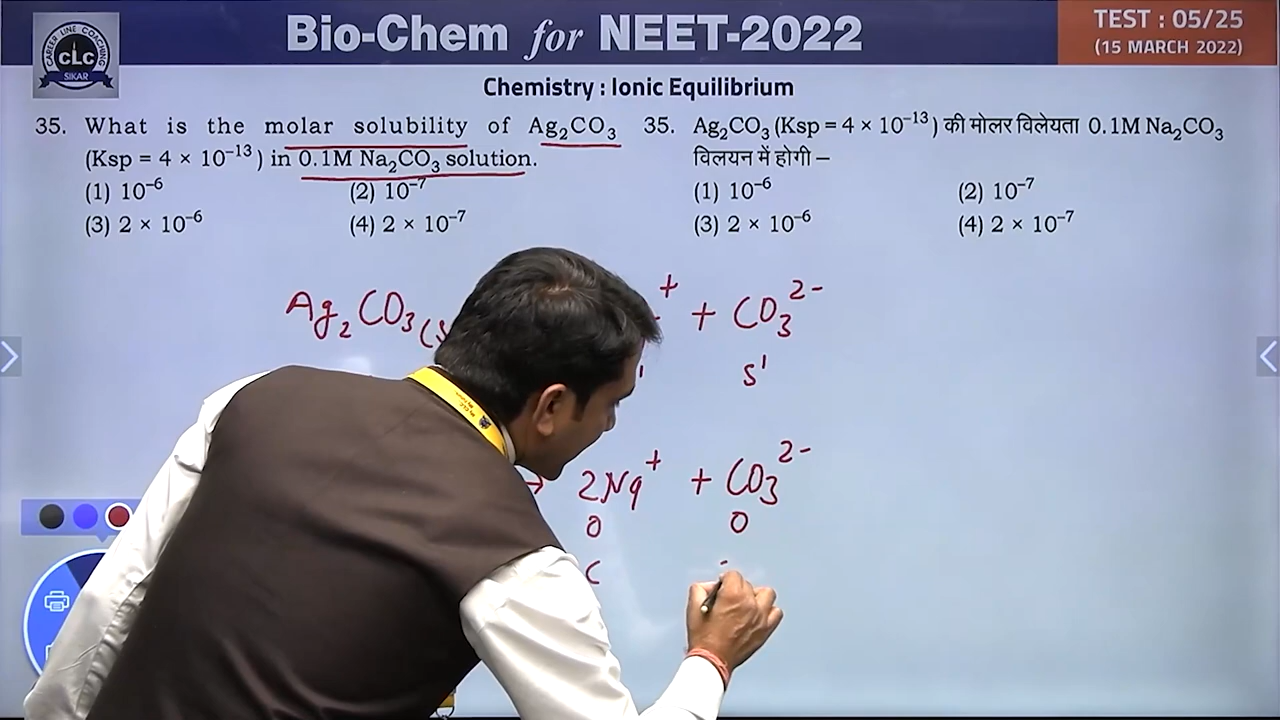 Bio-Chem for NEET-2022
TEST : 05/25
(15 MARCH 2022)
CAREER LINE COACHING
CLC
SIKAR
Chemistry : Ionic Equilibrium
35. What is the molar solubility of Ag₂CO₃
(Ksp = 4 × 10⁻¹³) in 0.1M Na₂CO₃ solution.
(1) 10⁻⁶ (2) 10⁻⁷
(3) 2 × 10⁻⁶ (4) 2 × 10⁻⁷
35. Ag₂CO₃ (Ksp = 4 × 10⁻¹³) की मोलर विलेयता 0.1M Na₂CO₃
विलयन में होगी –
(1) 10⁻⁶ (2) 10⁻⁷
(3) 2 × 10⁻⁶ (4) 2 × 10⁻⁷
Ag₂CO₃(s + + CO₃²⁻
s'
→ 2Na⁺ + CO₃²⁻
0 0